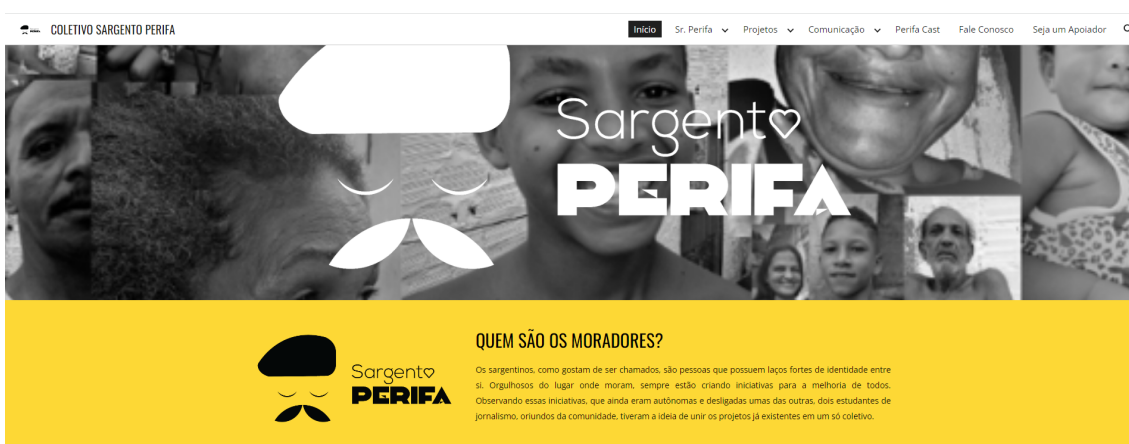 COLETIVO SARGENTO PERIFA
Início Sr. Perifa Projetos Comunicação Perifa Cast Fale Conosco Seja um Apoiador
Sargento
PERIFA
QUEM SÃO OS MORADORES?
Sargento
PERIFA
Os sargentinos, como gostam de ser chamados, são pessoas que possuem laços fortes de identidade entre
si. Orgulhosos do lugar onde moram, sempre estão criando iniciativas para a melhoria de todos.
Observando essas iniciativas, que ainda eram autônomas e desligadas umas das outras, dois estudantes de
jornalismo, oriundos da comunidade, tiveram a ideia de unir os projetos já existentes em um só coletivo.